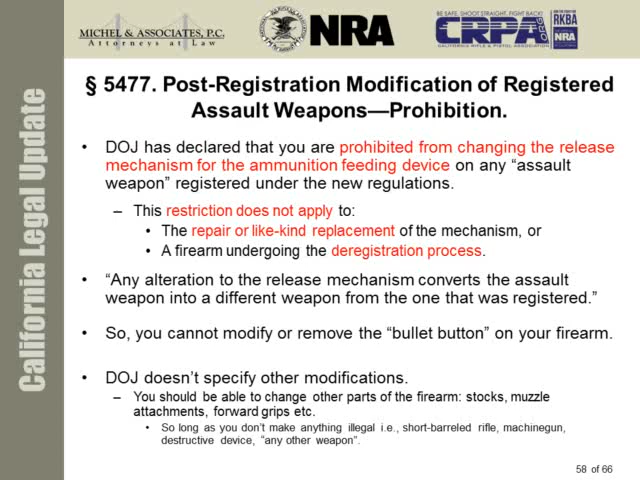 MICHEL & ASSOCIATES, P.C.
Attorneys at Law
NRA
BE SAFE, SHOOT STRAIGHT, FIGHT BACK!
CRPA.ORG
CALIFORNIA RIFLE & PISTOL ASSOCIATION
RKBA
NRA
California Legal Update
§ 5477. Post-Registration Modification of Registered
Assault Weapons—Prohibition.
• DOJ has declared that you are prohibited from changing the release
mechanism for the ammunition feeding device on any “assault
weapon” registered under the new regulations.
– This restriction does not apply to:
• The repair or like-kind replacement of the mechanism, or
• A firearm undergoing the deregistration process.
• “Any alteration to the release mechanism converts the assault
weapon into a different weapon from the one that was registered.”
• So, you cannot modify or remove the “bullet button” on your firearm.
• DOJ doesn’t specify other modifications.
– You should be able to change other parts of the firearm: stocks, muzzle
attachments, forward grips etc.
• So long as you don’t make anything illegal i.e., short-barreled rifle, machinegun,
destructive device, “any other weapon”.
58 of 66